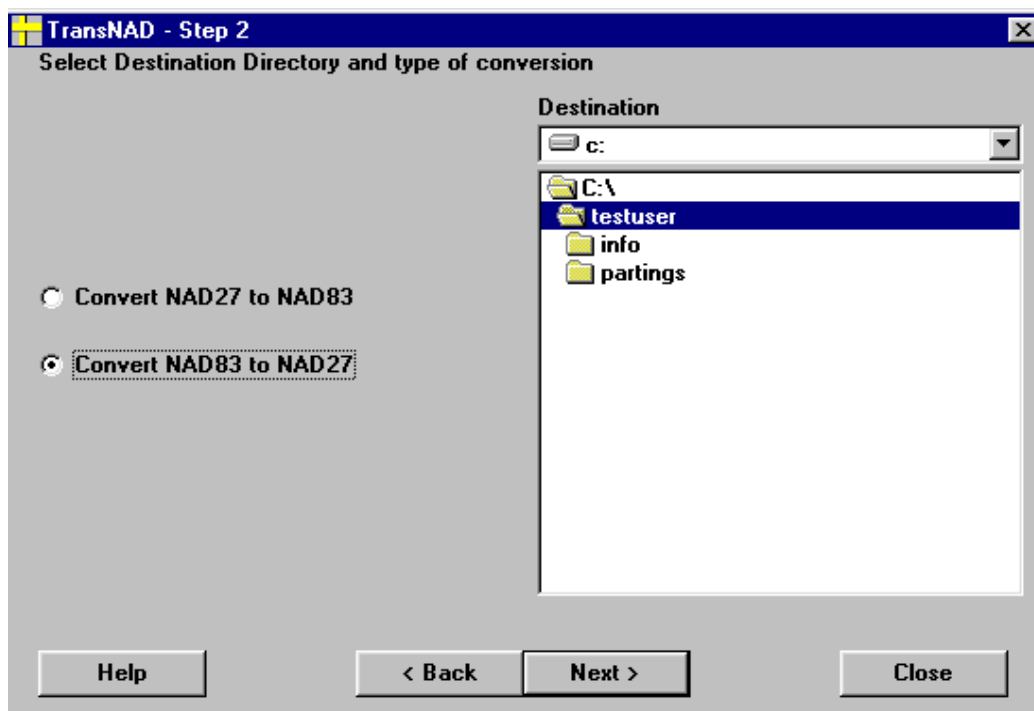 TransNAD - Step 2
Select Destination Directory and type of conversion
Destination
c:
C:\
testuser
info
partings
Convert NAD27 to NAD83
Convert NAD83 to NAD27
Help
< Back
Next >
Close